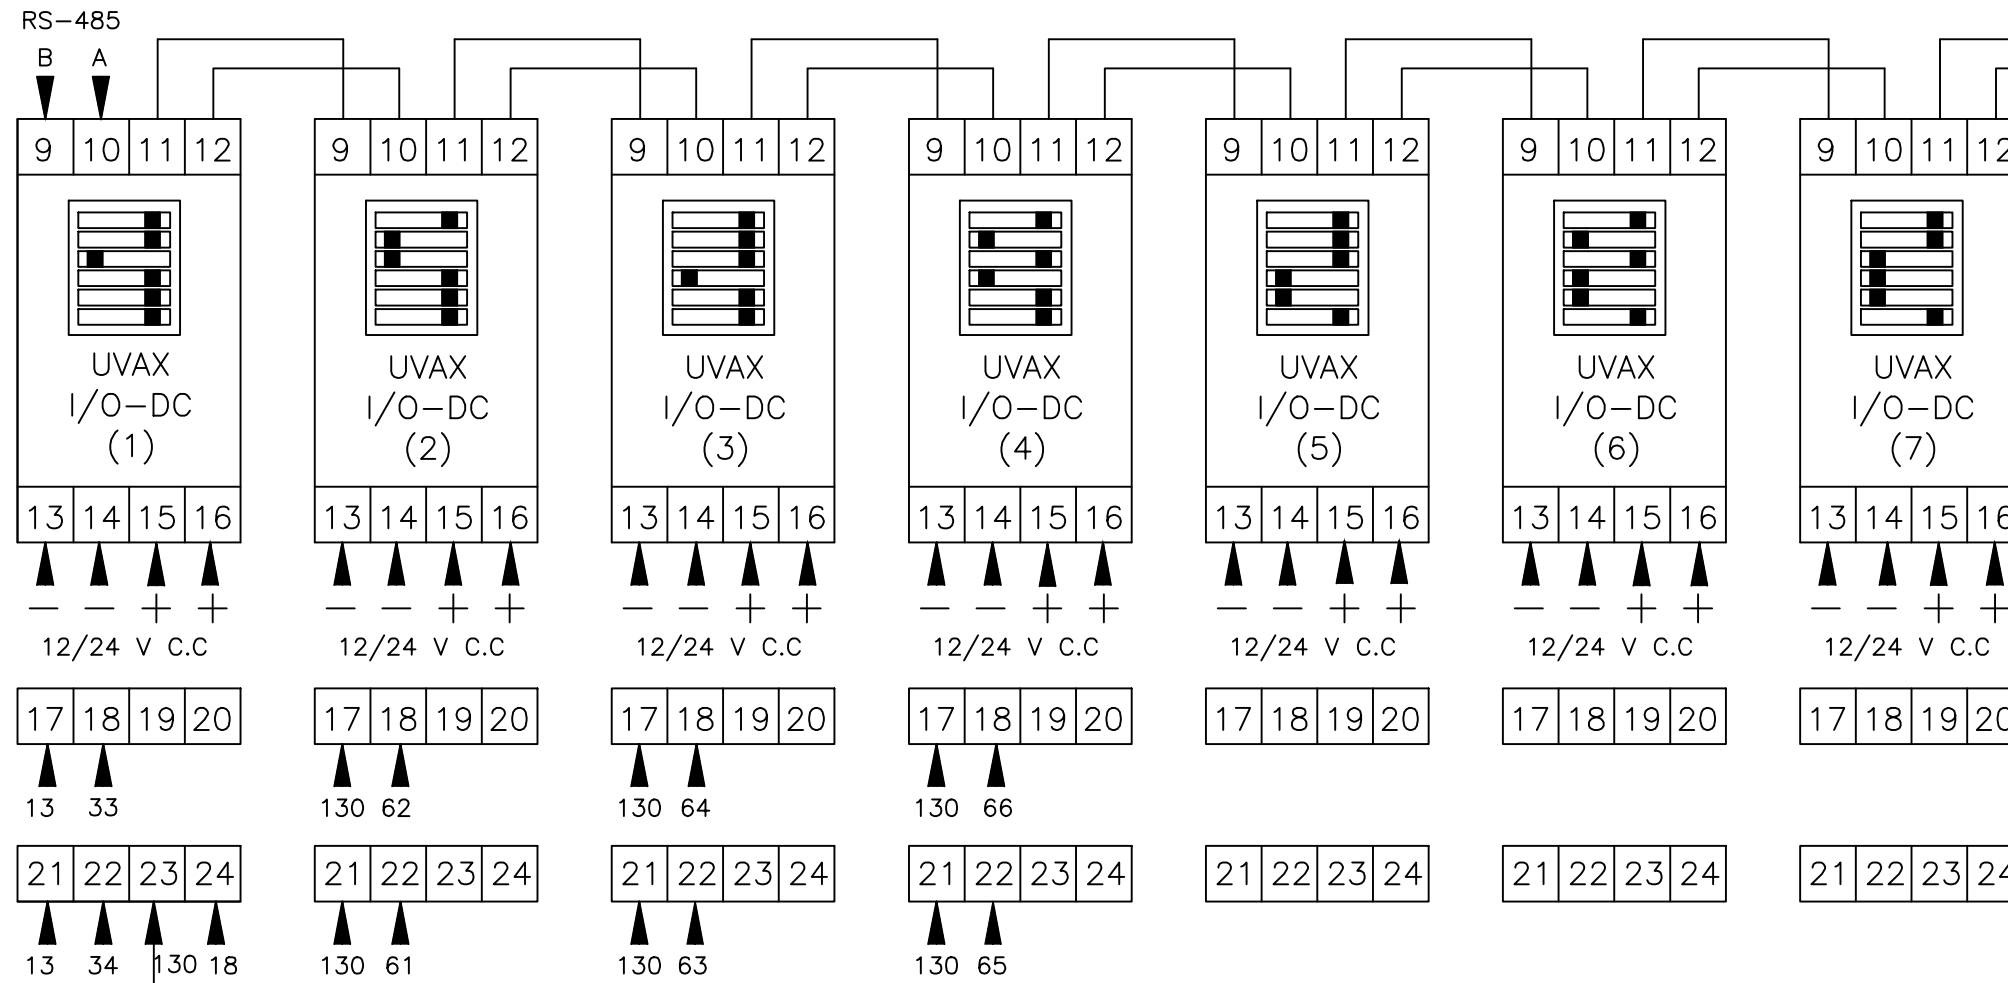 RS-485
B A
9 10 11 12 9 10 11 12 9 10 11 12 9 10 11 12 9 10 11 12 9 10 11 12 9 10 11 12
UVAX UVAX UVAX UVAX UVAX UVAX UVAX
I/O-DC I/O-DC I/O-DC I/O-DC I/O-DC I/O-DC I/O-DC
(1) (2) (3) (4) (5) (6) (7)
13 14 15 16 13 14 15 16 13 14 15 16 13 14 15 16 13 14 15 16 13 14 15 16 13 14 15 16
- - + + - - + + - - + + - - + + - - + + - - + + - - + +
12/24 V C.C 12/24 V C.C 12/24 V C.C 12/24 V C.C 12/24 V C.C 12/24 V C.C 12/24 V C.C
17 18 19 20 17 18 19 20 17 18 19 20 17 18 19 20 17 18 19 20 17 18 19 20 17 18 19 20
13 33 130 62 130 64 130 66
21 22 23 24 21 22 23 24 21 22 23 24 21 22 23 24 21 22 23 24 21 22 23 24 21 22 23 24
13 34 130 18 130 61 130 63 130 65